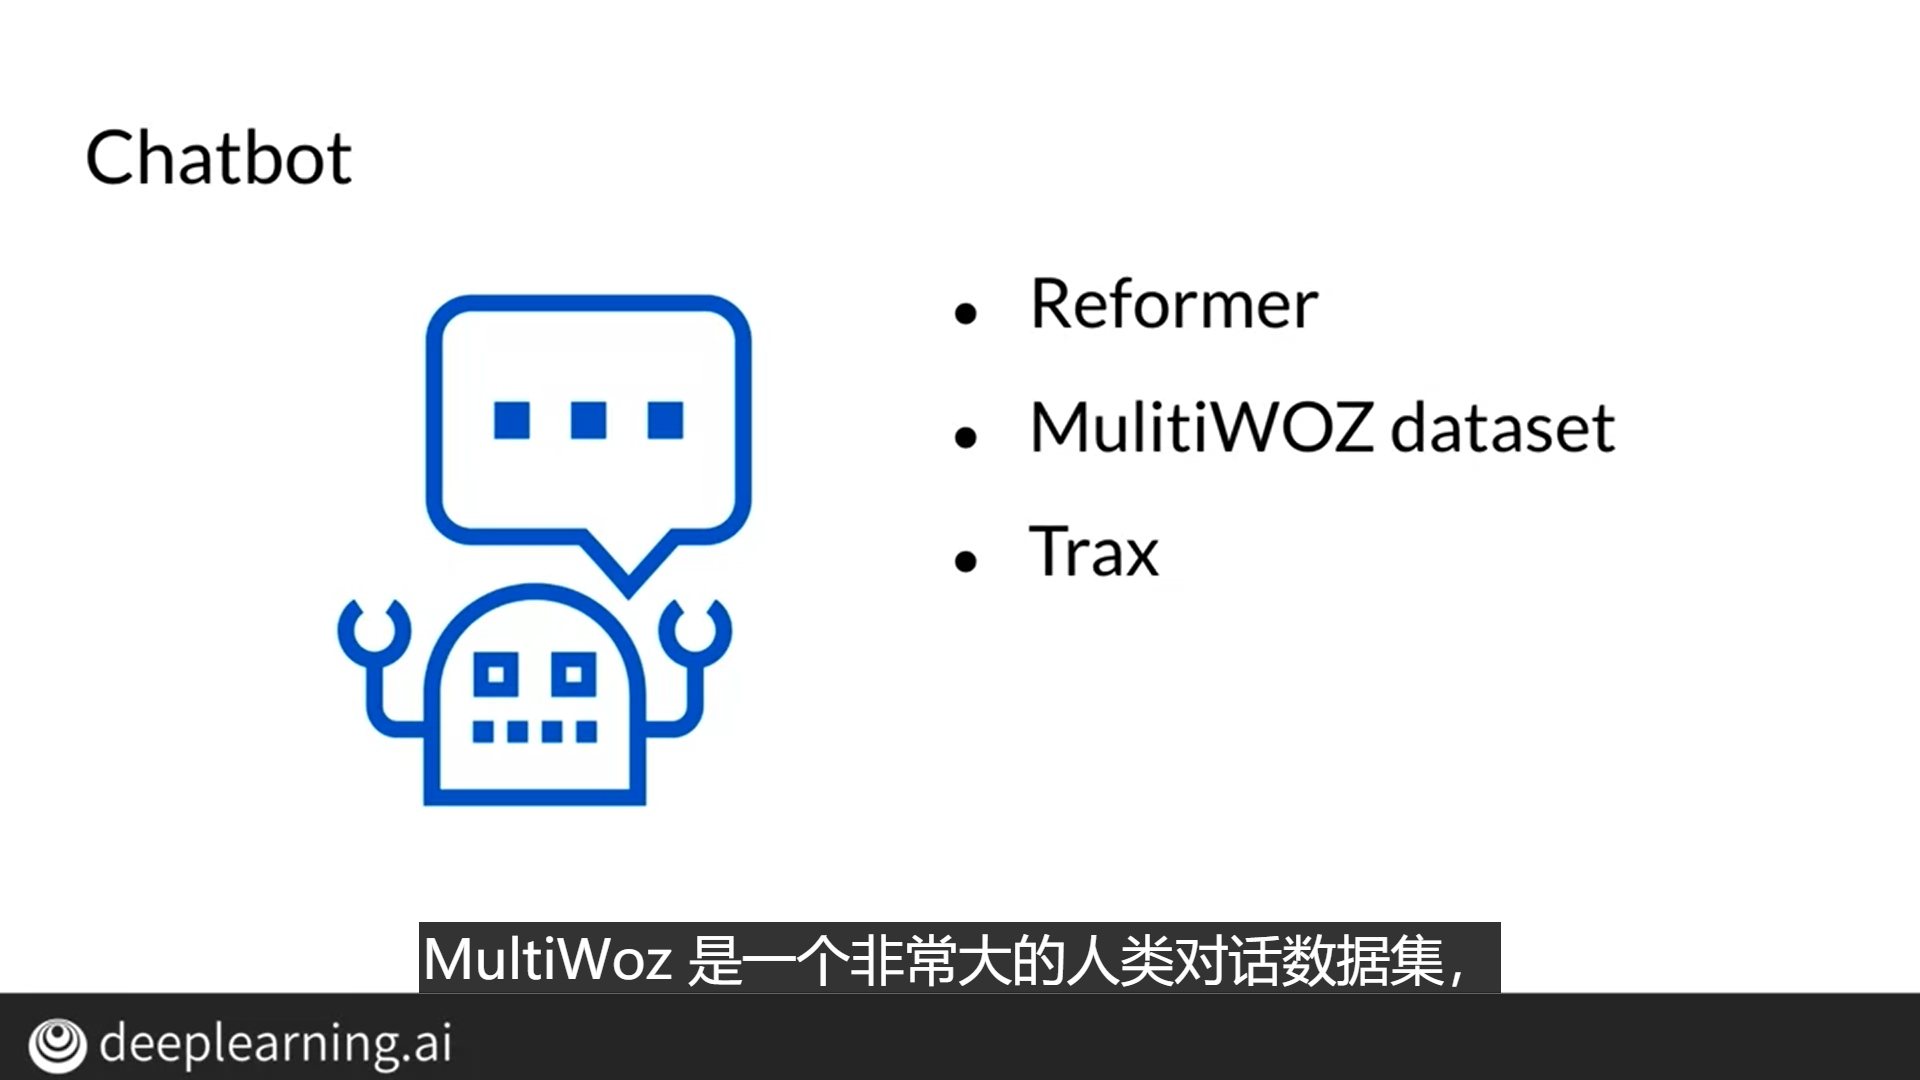 Chatbot
Reformer
MulitiWOZ dataset
Trax
MultiWoz 是一个非常大的人类对话数据集，
deeplearning.ai